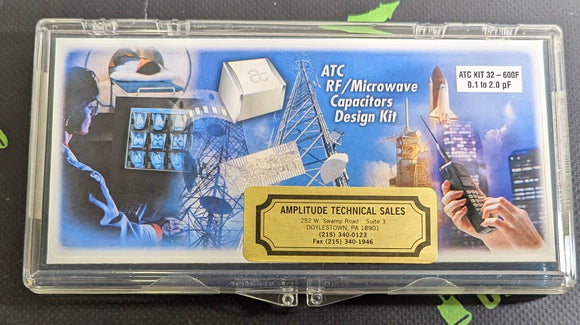 ATC
RF/Microwave
Capacitors
Design Kit
ATC KIT 32 – 600F
0.1 to 2.0 pF
AMPLITUDE TECHNICAL SALES
252 W. Swamp Road Suite 3
DOYLESTOWN, PA 18901
(215) 340-0123
Fax (215) 340-1946